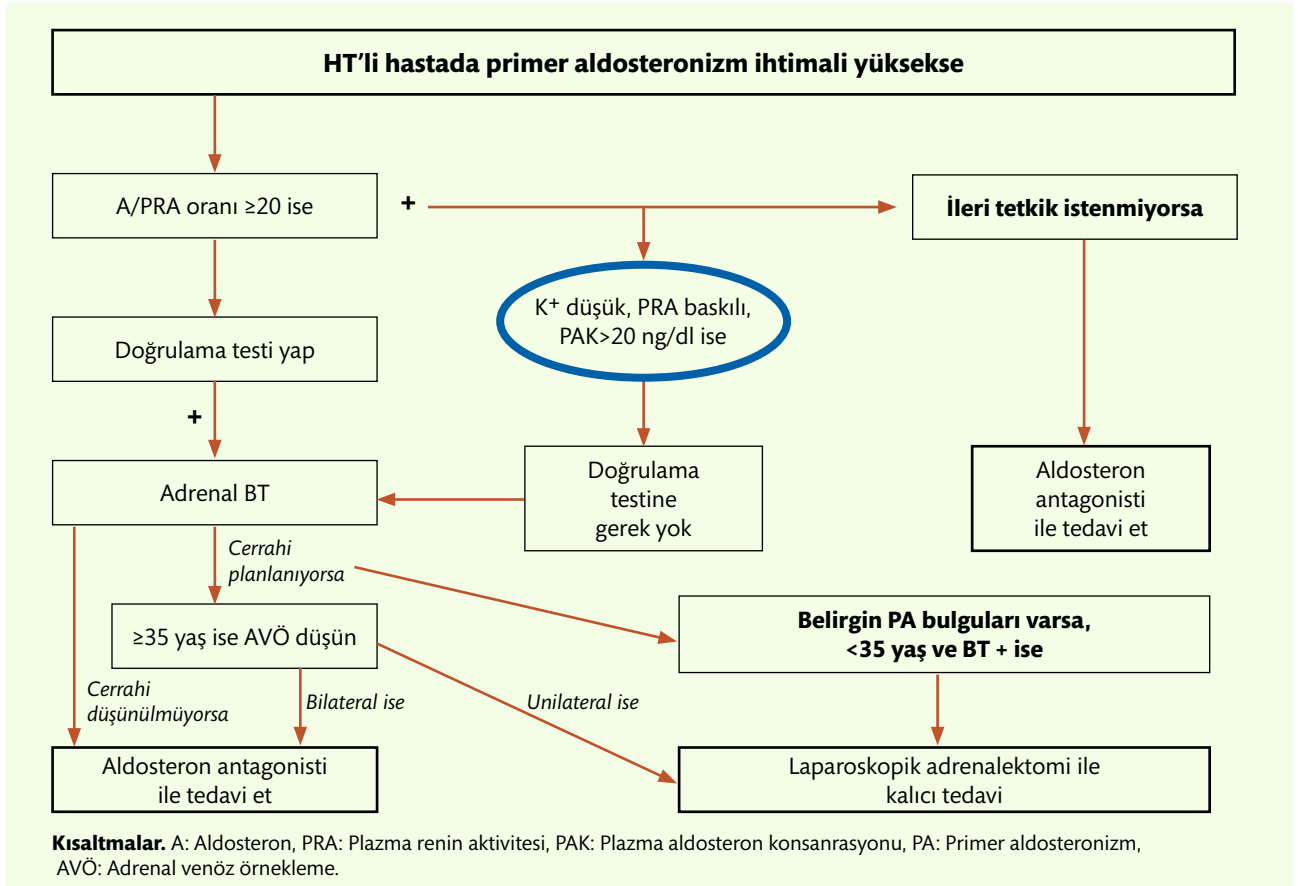 HT'li hastada primer aldosteronizm ihtimali yüksekse
A/PRA oranı ≥20 ise
+
İleri tetkik istenmiyorsa
K+ düşük, PRA baskılı,
PAK>20 ng/dl ise
Doğrulama testi yap
+
Adrenal BT
Doğrulama
testine
gerek yok
Aldosteron
antagonisti
ile tedavi et
Cerrahi
planlanıyorsa
≥35 yaş ise AVÖ düşün
Belirgin PA bulguları varsa,
<35 yaş ve BT + ise
Cerrahi
düşünülmüyorsa
Bilateral ise
Unilateral ise
Aldosteron antagonisti
ile tedavi et
Laparoskopik adrenalektomi ile
kalıcı tedavi
Kısaltmalar. A: Aldosteron, PRA: Plazma renin aktivitesi, PAK: Plazma aldosteron konsanrasyonu, PA: Primer aldosteronizm,
AVÖ: Adrenal venöz örnekleme.